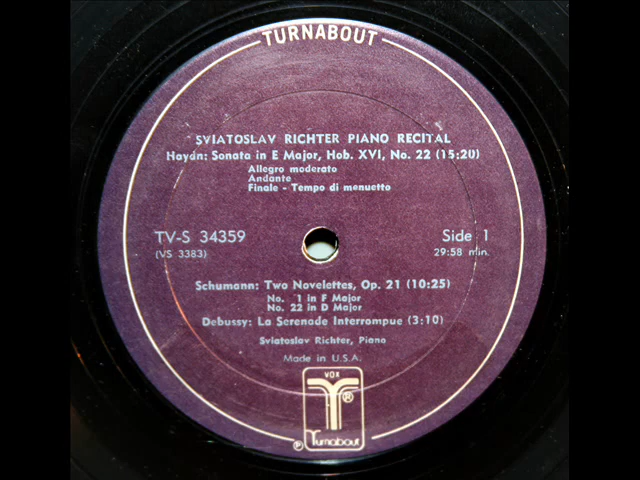 TURNABOUT
SVIATOSLAV RICHTER PIANO RECITAL
Haydn: Sonata in E Major, Hob. XVI, No. 22 (15:20)
Allegro moderato
Andante
Finale - Tempo di menuetto
TV-S 34359
(VS 3383)
Side 1
29:58 min.
Schumann: Two Novelettes, Op. 21 (10:25)
No. 1 in F Major
No. 22 in D Major
Debussy: La Serenade Interrompue (3:10)
Sviatoslav Richter, Piano
Made in U.S.A.
VOX
®
℗ Turnabout